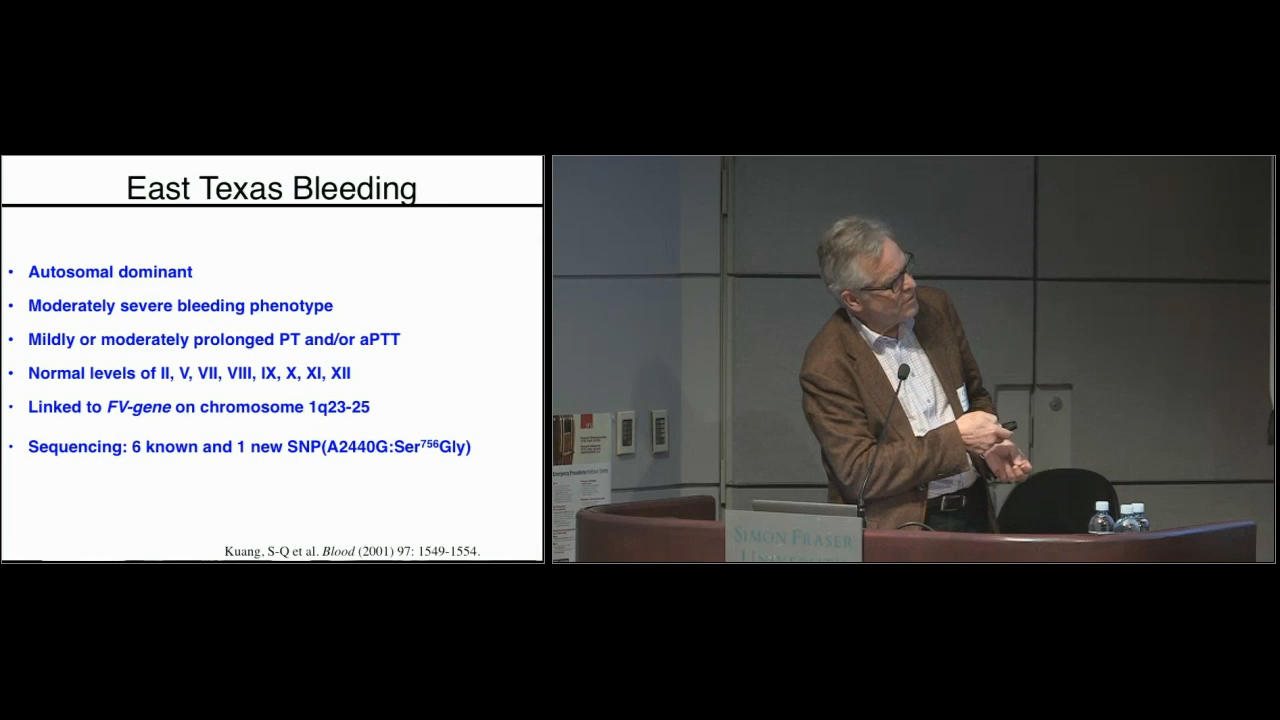 East Texas Bleeding
• Autosomal dominant
• Moderately severe bleeding phenotype
• Mildly or moderately prolonged PT and/or aPTT
• Normal levels of II, V, VII, VIII, IX, X, XI, XII
• Linked to FV-gene on chromosome 1q23-25
• Sequencing: 6 known and 1 new SNP(A2440G:Ser⁷⁵⁶Gly)
Kuang, S-Q et al. Blood (2001) 97: 1549-1554.
SIMON FRASER
UNIVERSITY